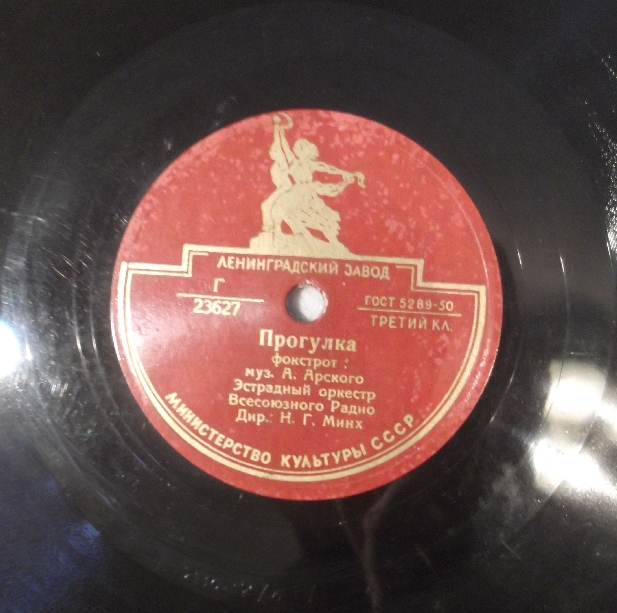 ЛЕНИНГРАДСКИЙ ЗАВОД
Г
23627
ГОСТ 5289-50
ТРЕТИЙ КЛ.
Прогулка
фокстрот :
муз. А. Арского
Эстрадный оркестр
Всесоюзного Радио
Дир.: Н. Г. Минх
МИНИСТЕРСТВО КУЛЬТУРЫ СССР